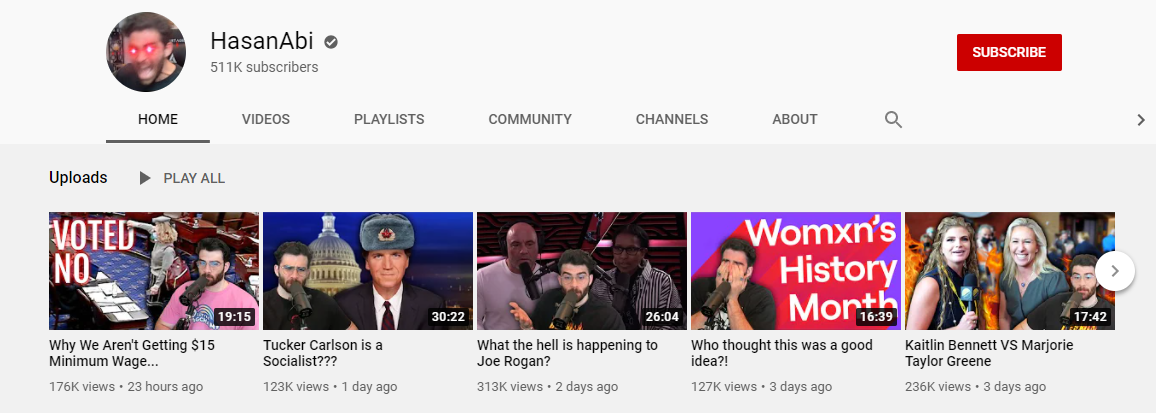 HasanAbi
511K subscribers
SUBSCRIBE
HOME VIDEOS PLAYLISTS COMMUNITY CHANNELS ABOUT
Uploads PLAY ALL
VOTED
NO
19:15
30:22
26:04
Womxn's
History
Month
16:39
17:42
Why We Aren't Getting $15
Minimum Wage...
176K views • 23 hours ago
Tucker Carlson is a
Socialist???
123K views • 1 day ago
What the hell is happening to
Joe Rogan?
313K views • 2 days ago
Who thought this was a good
idea?!
127K views • 3 days ago
Kaitlin Bennett VS Marjorie
Taylor Greene
236K views • 3 days ago